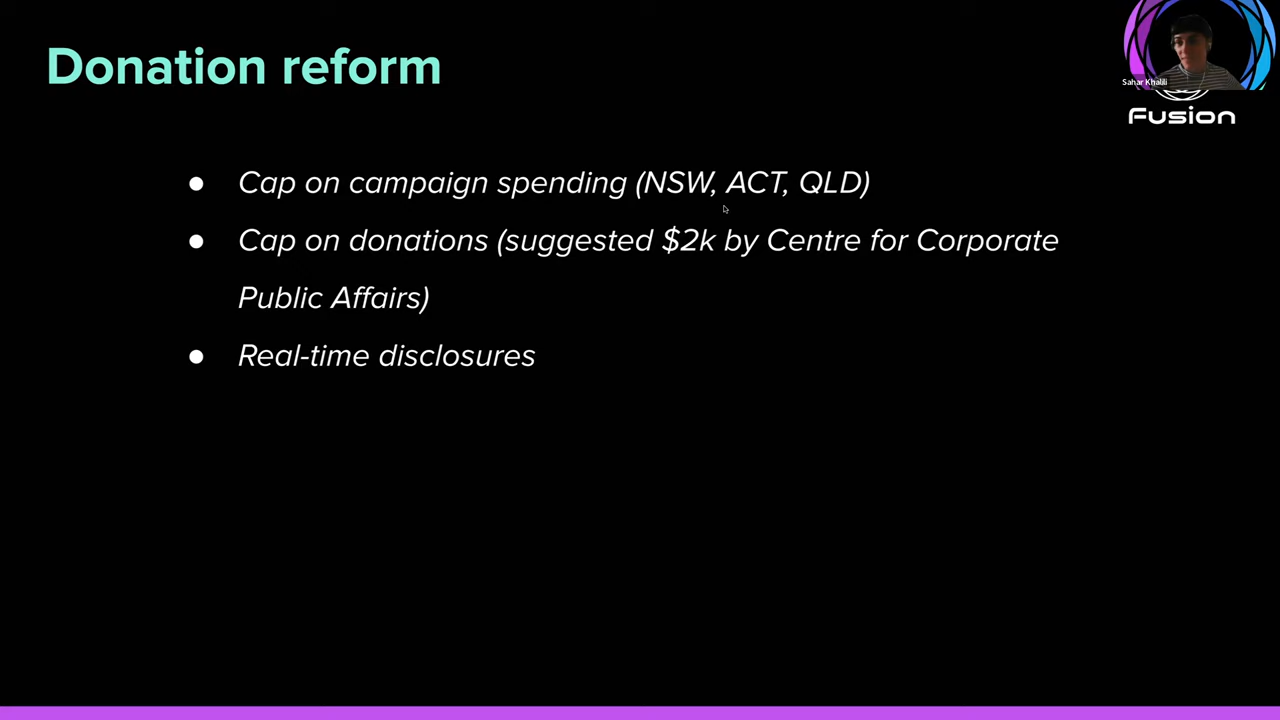 Donation reform
Sahar Khalili
Fusion
● Cap on campaign spending (NSW, ACT, QLD)
● Cap on donations (suggested $2k by Centre for Corporate
Public Affairs)
● Real-time disclosures